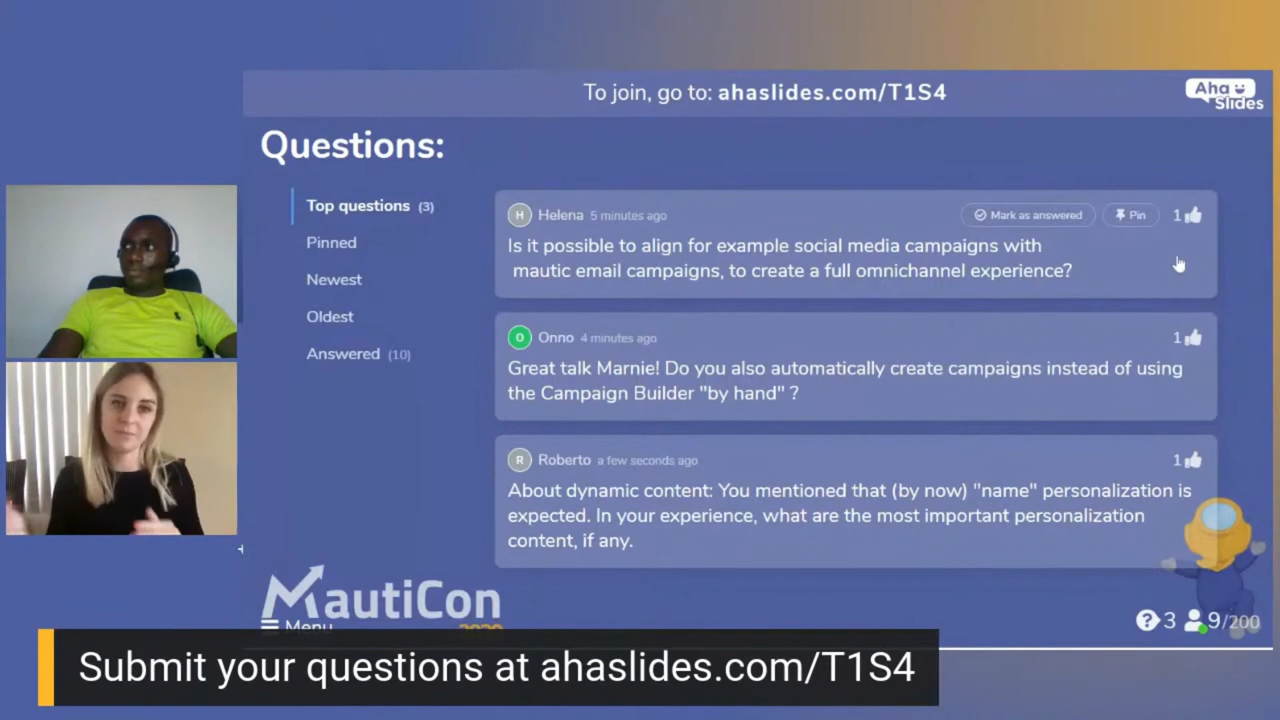 To join, go to: ahaslides.com/T1S4
Aha
Slides
Questions:
Top questions (3)
Pinned
Newest
Oldest
Answered (10)
H Helena 5 minutes ago
Mark as answered
Pin
1
Is it possible to align for example social media campaigns with
mautic email campaigns, to create a full omnichannel experience?
O Onno 4 minutes ago
1
Great talk Marnie! Do you also automatically create campaigns instead of using
the Campaign Builder "by hand" ?
R Roberto a few seconds ago
1
About dynamic content: You mentioned that (by now) "name" personalization is
expected. In your experience, what are the most important personalization
content, if any.
MautiCon
2020
Menu
3
9/200
Submit your questions at ahaslides.com/T1S4